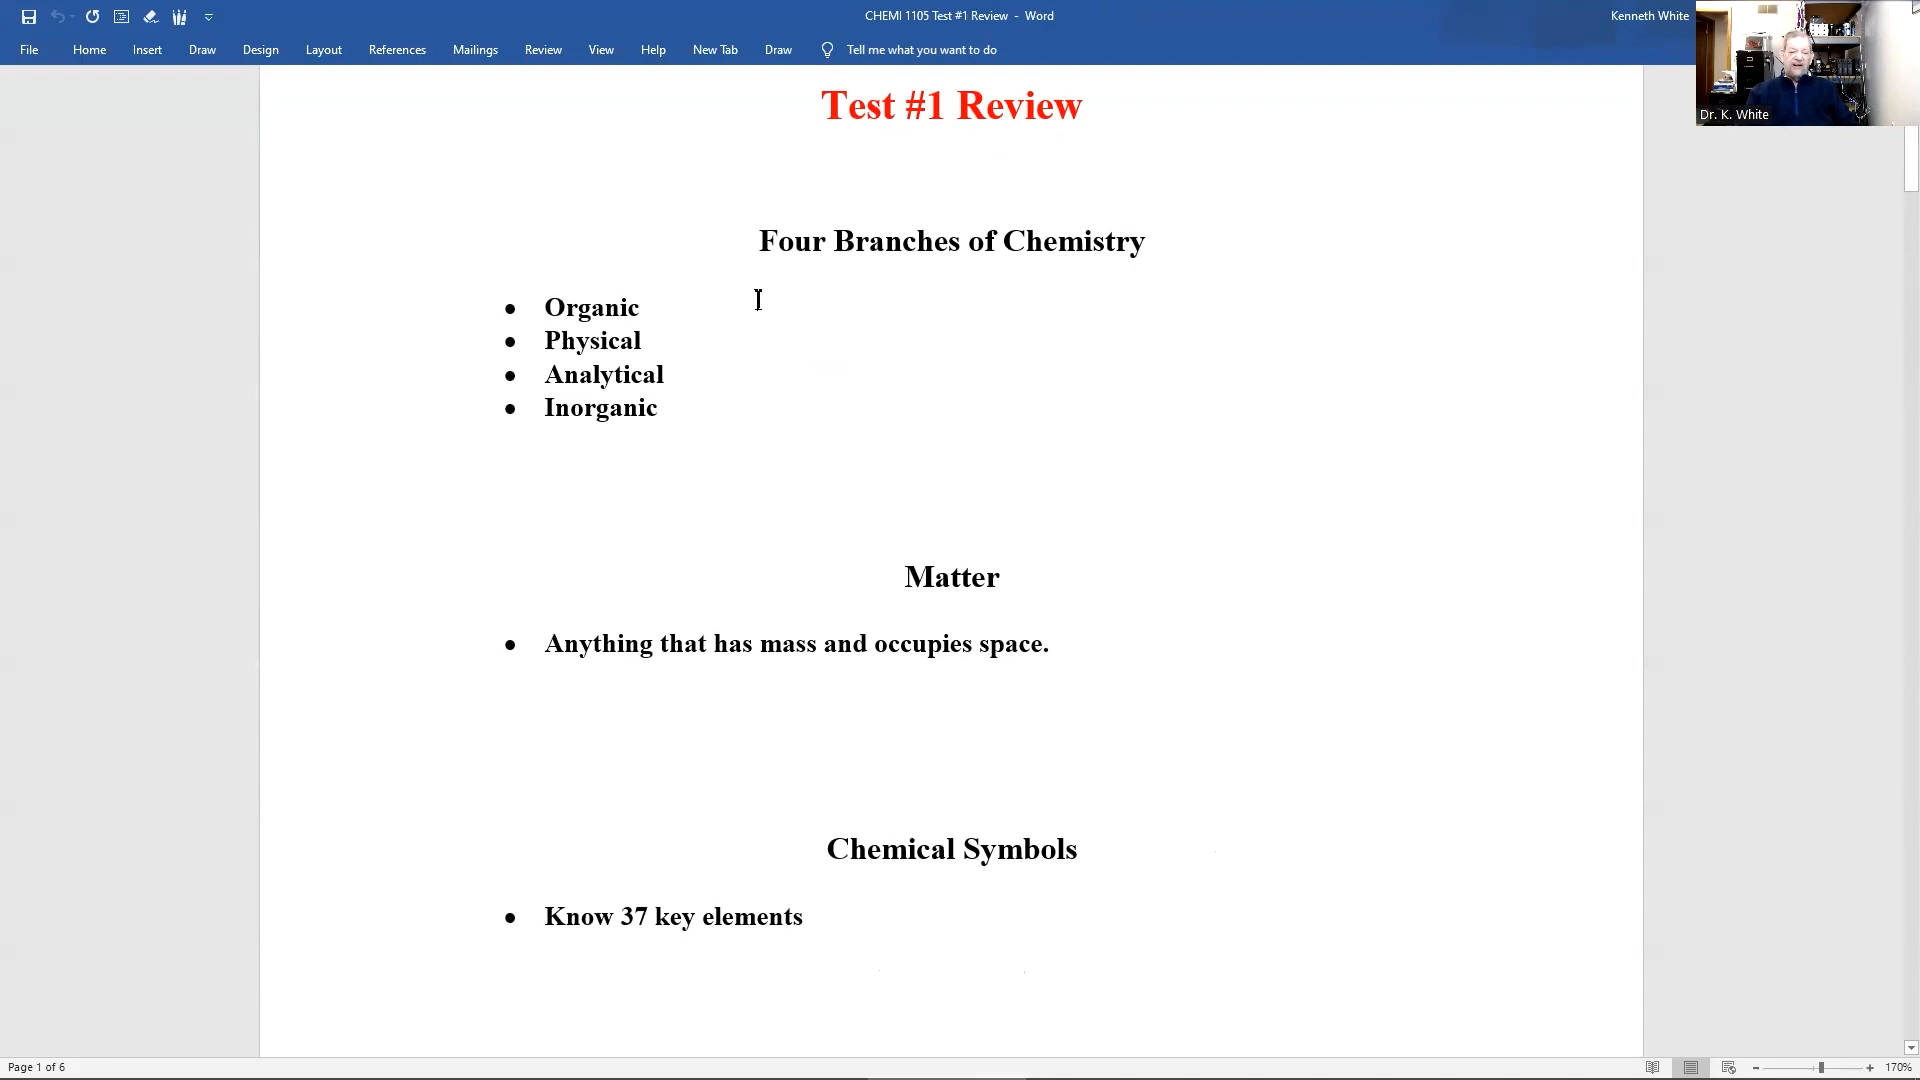 CHEMI 1105 Test #1 Review - Word
Kenneth White
File Home Insert Draw Design Layout References Mailings Review View Help New Tab Draw Tell me what you want to do
Dr. K. White
Test #1 Review
Four Branches of Chemistry
• Organic
• Physical
• Analytical
• Inorganic
Matter
• Anything that has mass and occupies space.
Chemical Symbols
• Know 37 key elements
Page 1 of 6
170%